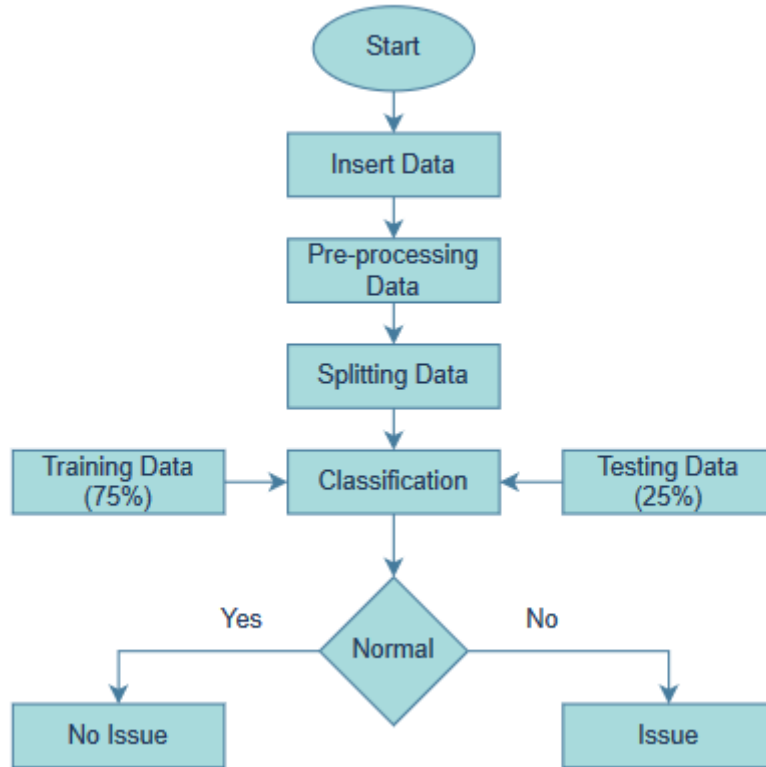 Start
Insert Data
Pre-processing
Data
Splitting Data
Training Data
(75%)
Classification
Testing Data
(25%)
Yes
No
Normal
No Issue
Issue